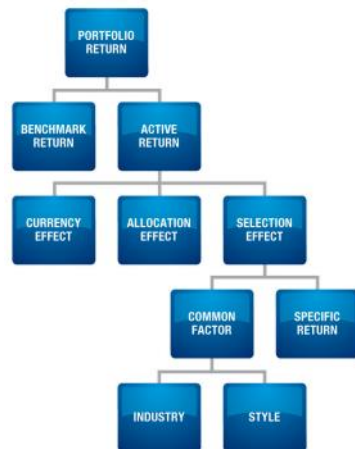 PORTFOLIO
RETURN
BENCHMARK
RETURN
ACTIVE
RETURN
CURRENCY
EFFECT
ALLOCATION
EFFECT
SELECTION
EFFECT
COMMON
FACTOR
SPECIFIC
RETURN
INDUSTRY
STYLE